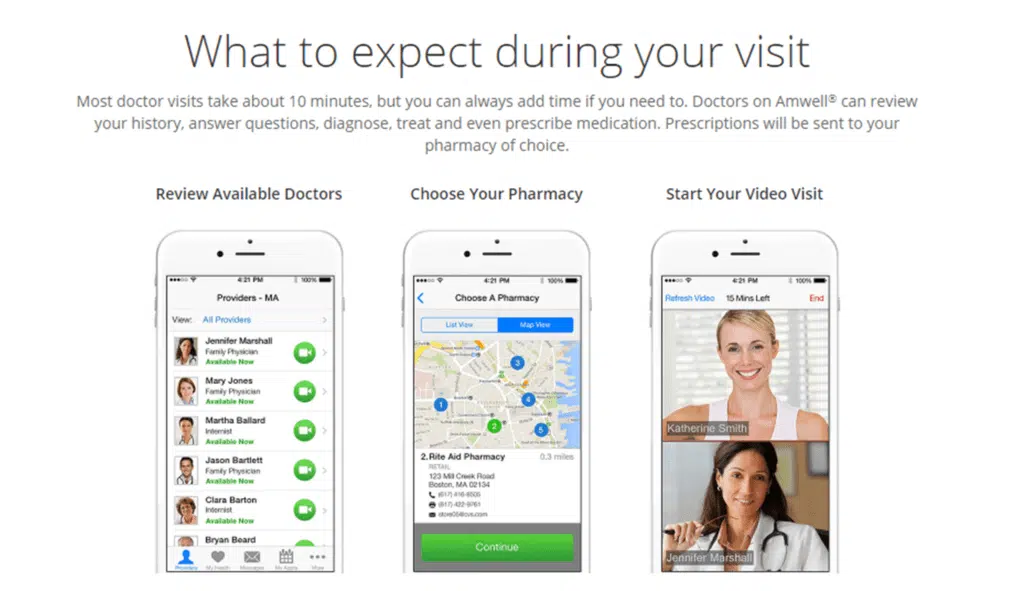 What to expect during your visit
Most doctor visits take about 10 minutes, but you can always add time if you need to. Doctors on Amwell® can review
your history, answer questions, diagnose, treat and even prescribe medication. Prescriptions will be sent to your
pharmacy of choice.
Review Available Doctors
4:21 PM 100%
Providers - MA
View: All Providers
Jennifer Marshall
Family Physician
Available Now
Mary Jones
Family Physician
Available Now
Martha Ballard
Internist
Available Now
Jason Bartlett
Family Physician
Available Now
Clara Barton
Internist
Available Now
Bryan Beard
Providers My Health Messages My Appts More
Choose Your Pharmacy
4:21 PM 100%
Choose A Pharmacy
List View Map View
3
1
4
2
5
2. Rite Aid Pharmacy 0.3 miles
RETAIL
123 Mill Creek Road
Boston, MA 02134
Continue
Start Your Video Visit
4:21 PM 100%
Refresh Video 15 Mins Left End
Katherine Smith
Jennifer Marshall